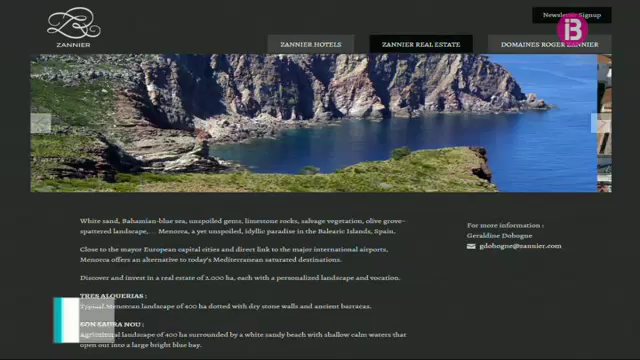 Newsletter Signup
ZANNIER
ZANNIER HOTELS
ZANNIER REAL ESTATE
DOMAINES ROGER ZANNIER
White sand, Bahamian-blue sea, unspoiled gems, limestone rocks, salvage vegetation, olive grove-
spattered landscape,... Menorca, a yet unspoiled, idyllic paradise in the Balearic Islands, Spain,
Close to the mayor European capital cities and direct link to the major international airports,
Menorca offers an alternative to today's Mediterranean saturated destinations.
Discover and invest in a real estate of 2.000 ha, each with a personalized landscape and vocation.
TRES ALQUERIAS :
Typical Menorcan landscape of 400 ha dotted with dry stone walls and ancient barracas.
SON SAURA NOU :
Agricultural landscape of 400 ha surrounded by a white sandy beach with shallow calm waters that
open out into a large bright blue bay.
For more information :
Geraldine Dohogne
gdohogne@zannier.com